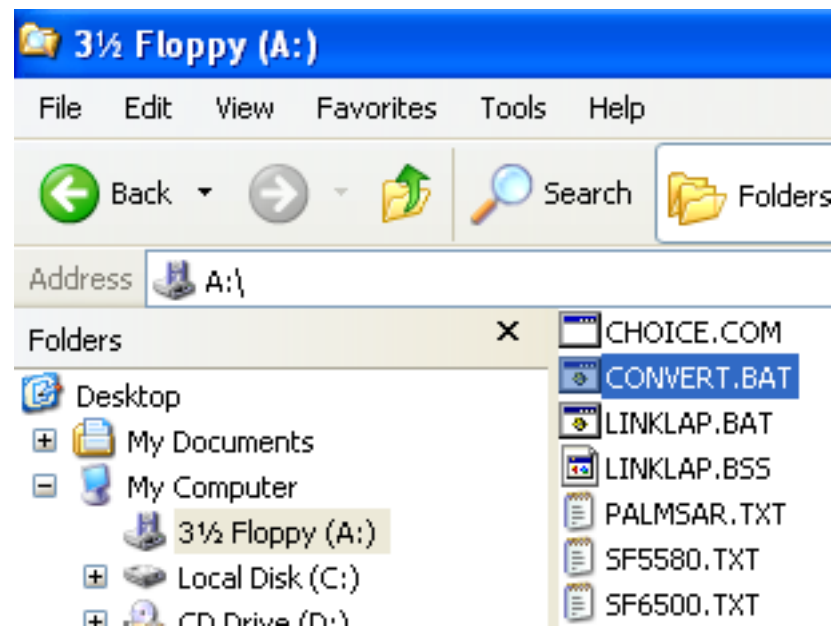 3½ Floppy (A:)
File Edit View Favorites Tools Help
Back Search Folders
Address A:\
Folders
Desktop
My Documents
My Computer
3½ Floppy (A:)
Local Disk (C:)
CD Drive (D:)
CHOICE.COM
CONVERT.BAT
LINKLAP.BAT
LINKLAP.BSS
PALMSAR.TXT
SF5580.TXT
SF6500.TXT